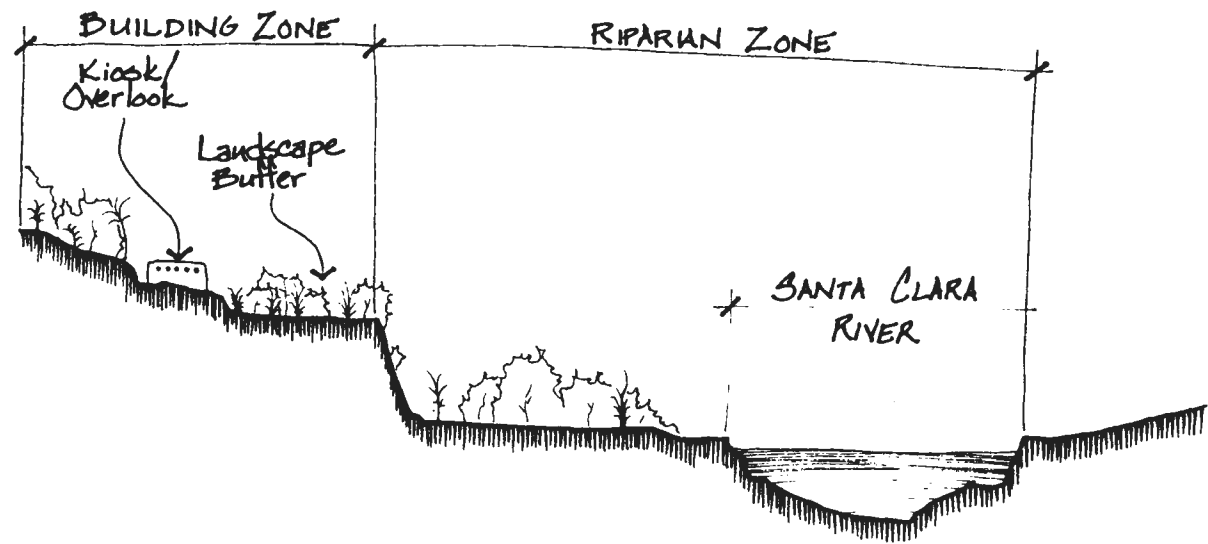 BUILDING ZONE
RIPARIAN ZONE
Kiosk/
Overlook
Landscape
Buffer
SANTA CLARA
RIVER